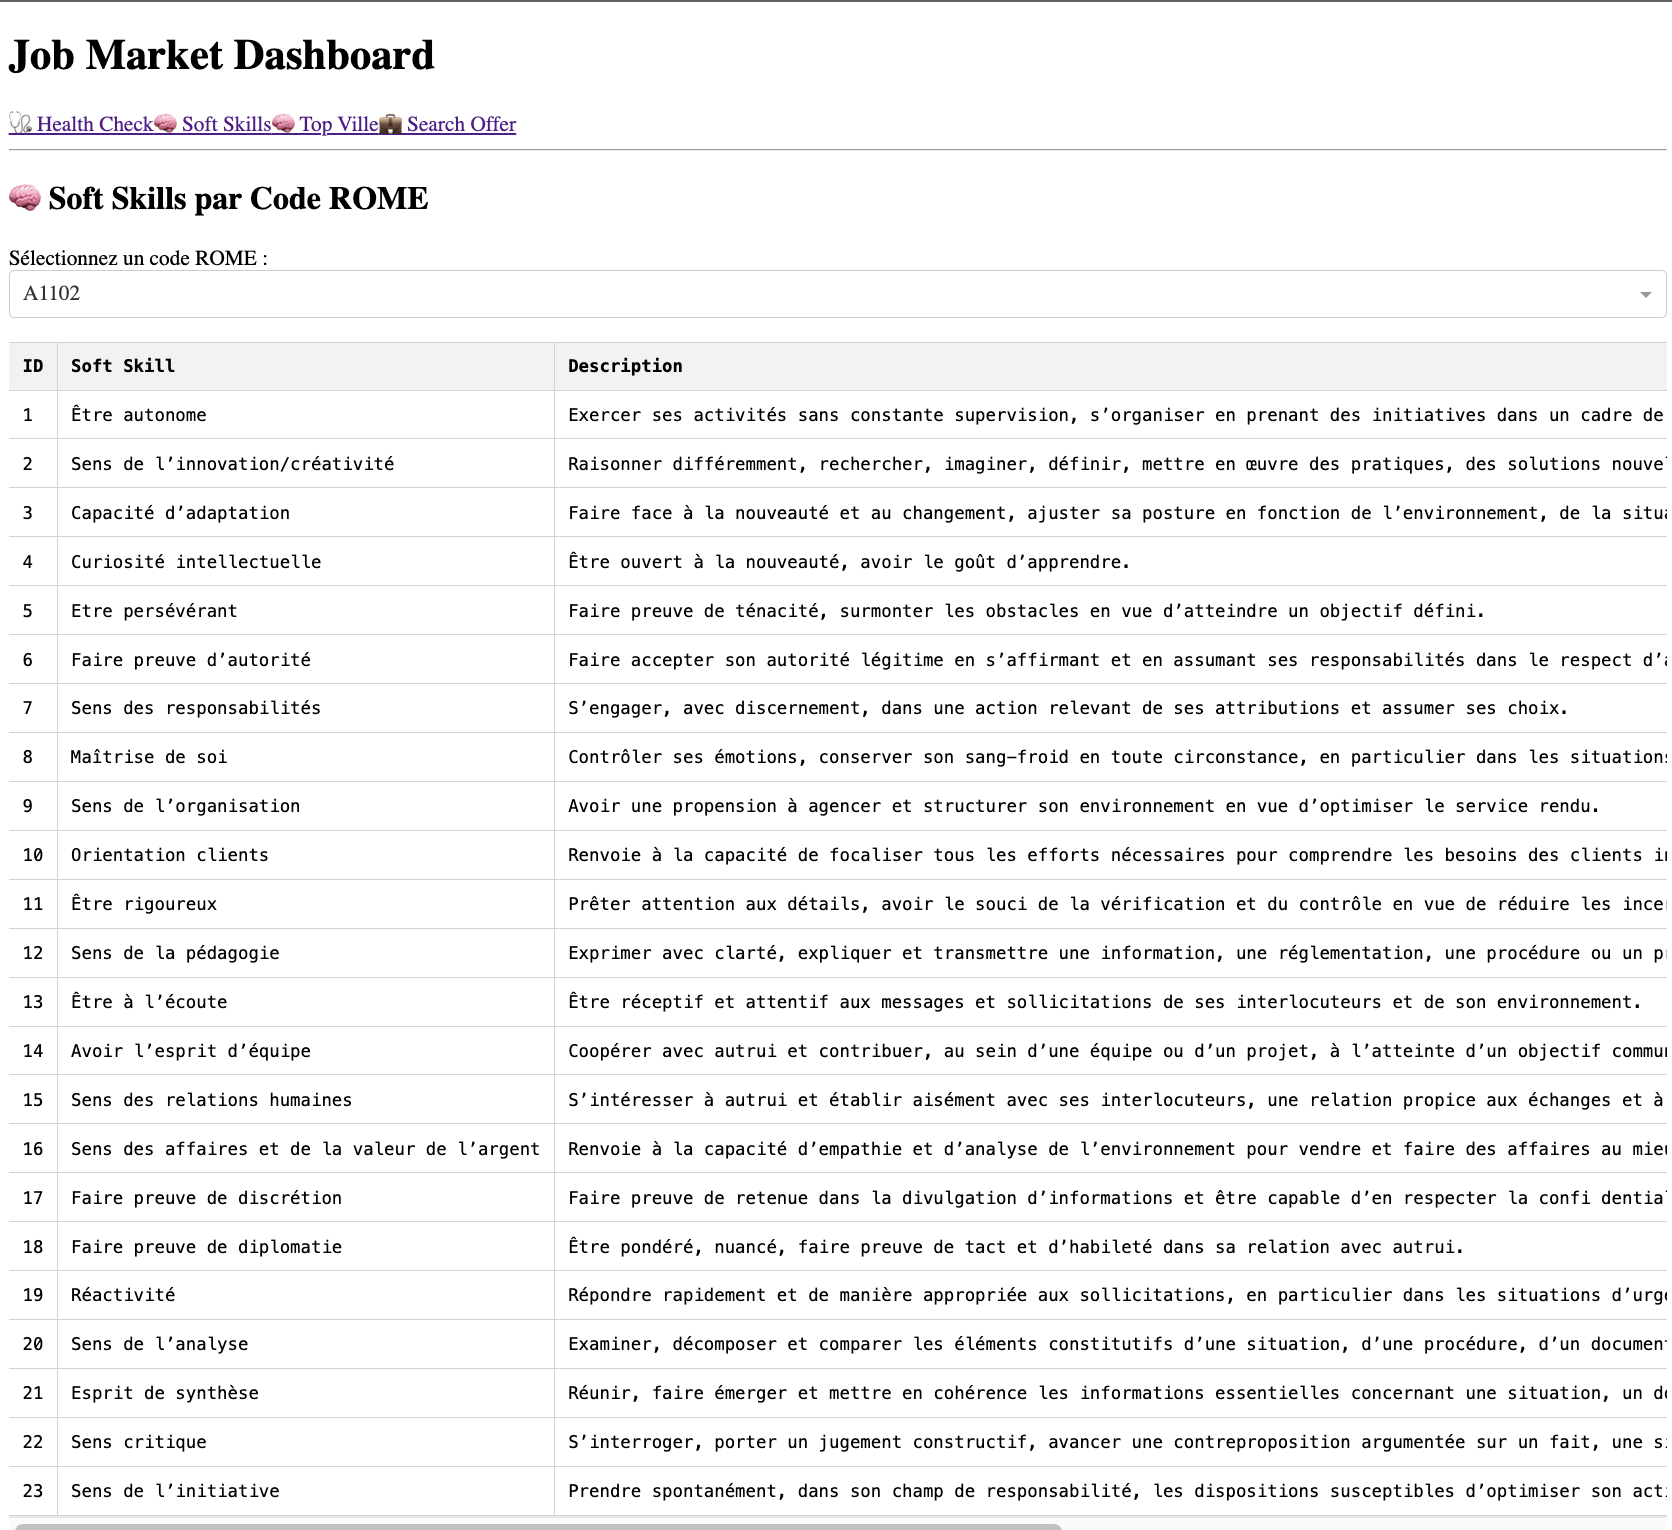 Job Market Dashboard
🩺 Health Check🧠 Soft Skills🧠 Top Ville💼 Search Offer
🧠 Soft Skills par Code ROME
Sélectionnez un code ROME :
A1102
ID Soft Skill Description
1 Être autonome Exercer ses activités sans constante supervision, s’organiser en prenant des initiatives dans un cadre de
2 Sens de l’innovation/créativité Raisonner différemment, rechercher, imaginer, définir, mettre en œuvre des pratiques, des solutions
3 Capacité d’adaptation Faire face à la nouveauté et au changement, ajuster sa posture en fonction de l’environnement, de la
4 Curiosité intellectuelle Être ouvert à la nouveauté, avoir le goût d’apprendre.
5 Etre persévérant Faire preuve de ténacité, surmonter les obstacles en vue d’atteindre un objectif défini.
6 Faire preuve d’autorité Faire accepter son autorité légitime en s’affirmant et en assumant ses responsabilités dans le respect
7 Sens des responsabilités S’engager, avec discernement, dans une action relevant de ses attributions et assumer ses choix.
8 Maîtrise de soi Contrôler ses émotions, conserver son sang-froid en toute circonstance, en particulier dans les situations
9 Sens de l’organisation Avoir une propension à agencer et structurer son environnement en vue d’optimiser le service rendu.
10 Orientation clients Renvoie à la capacité de focaliser tous les efforts nécessaires pour comprendre les besoins des clients
11 Être rigoureux Prêter attention aux détails, avoir le souci de la vérification et du contrôle en vue de réduire les
12 Sens de la pédagogie Exprimer avec clarté, expliquer et transmettre une information, une réglementation, une procédure ou un
13 Être à l’écoute Être réceptif et attentif aux messages et sollicitations de ses interlocuteurs et de son environnement.
14 Avoir l’esprit d’équipe Coopérer avec autrui et contribuer, au sein d’une équipe ou d’un projet, à l’atteinte d’un objectif
15 Sens des relations humaines S’intéresser à autrui et établir aisément avec ses interlocuteurs, une relation propice aux échanges et à
16 Sens des affaires et de la valeur de l’argent Renvoie à la capacité d’empathie et d’analyse de l’environnement pour vendre et faire des affaires au
17 Faire preuve de discrétion Faire preuve de retenue dans la divulgation d’informations et être capable d’en respecter la confi
18 Faire preuve de diplomatie Être pondéré, nuancé, faire preuve de tact et d’habileté dans sa relation avec autrui.
19 Réactivité Répondre rapidement et de manière appropriée aux sollicitations, en particulier dans les situations
20 Sens de l’analyse Examiner, décomposer et comparer les éléments constitutifs d’une situation, d’une procédure, d’un
21 Esprit de synthèse Réunir, faire émerger et mettre en cohérence les informations essentielles concernant une situation, un
22 Sens critique S’interroger, porter un jugement constructif, avancer une contreproposition argumentée sur un fait, une
23 Sens de l’initiative Prendre spontanément, dans son champ de responsabilité, les dispositions susceptibles d’optimiser son